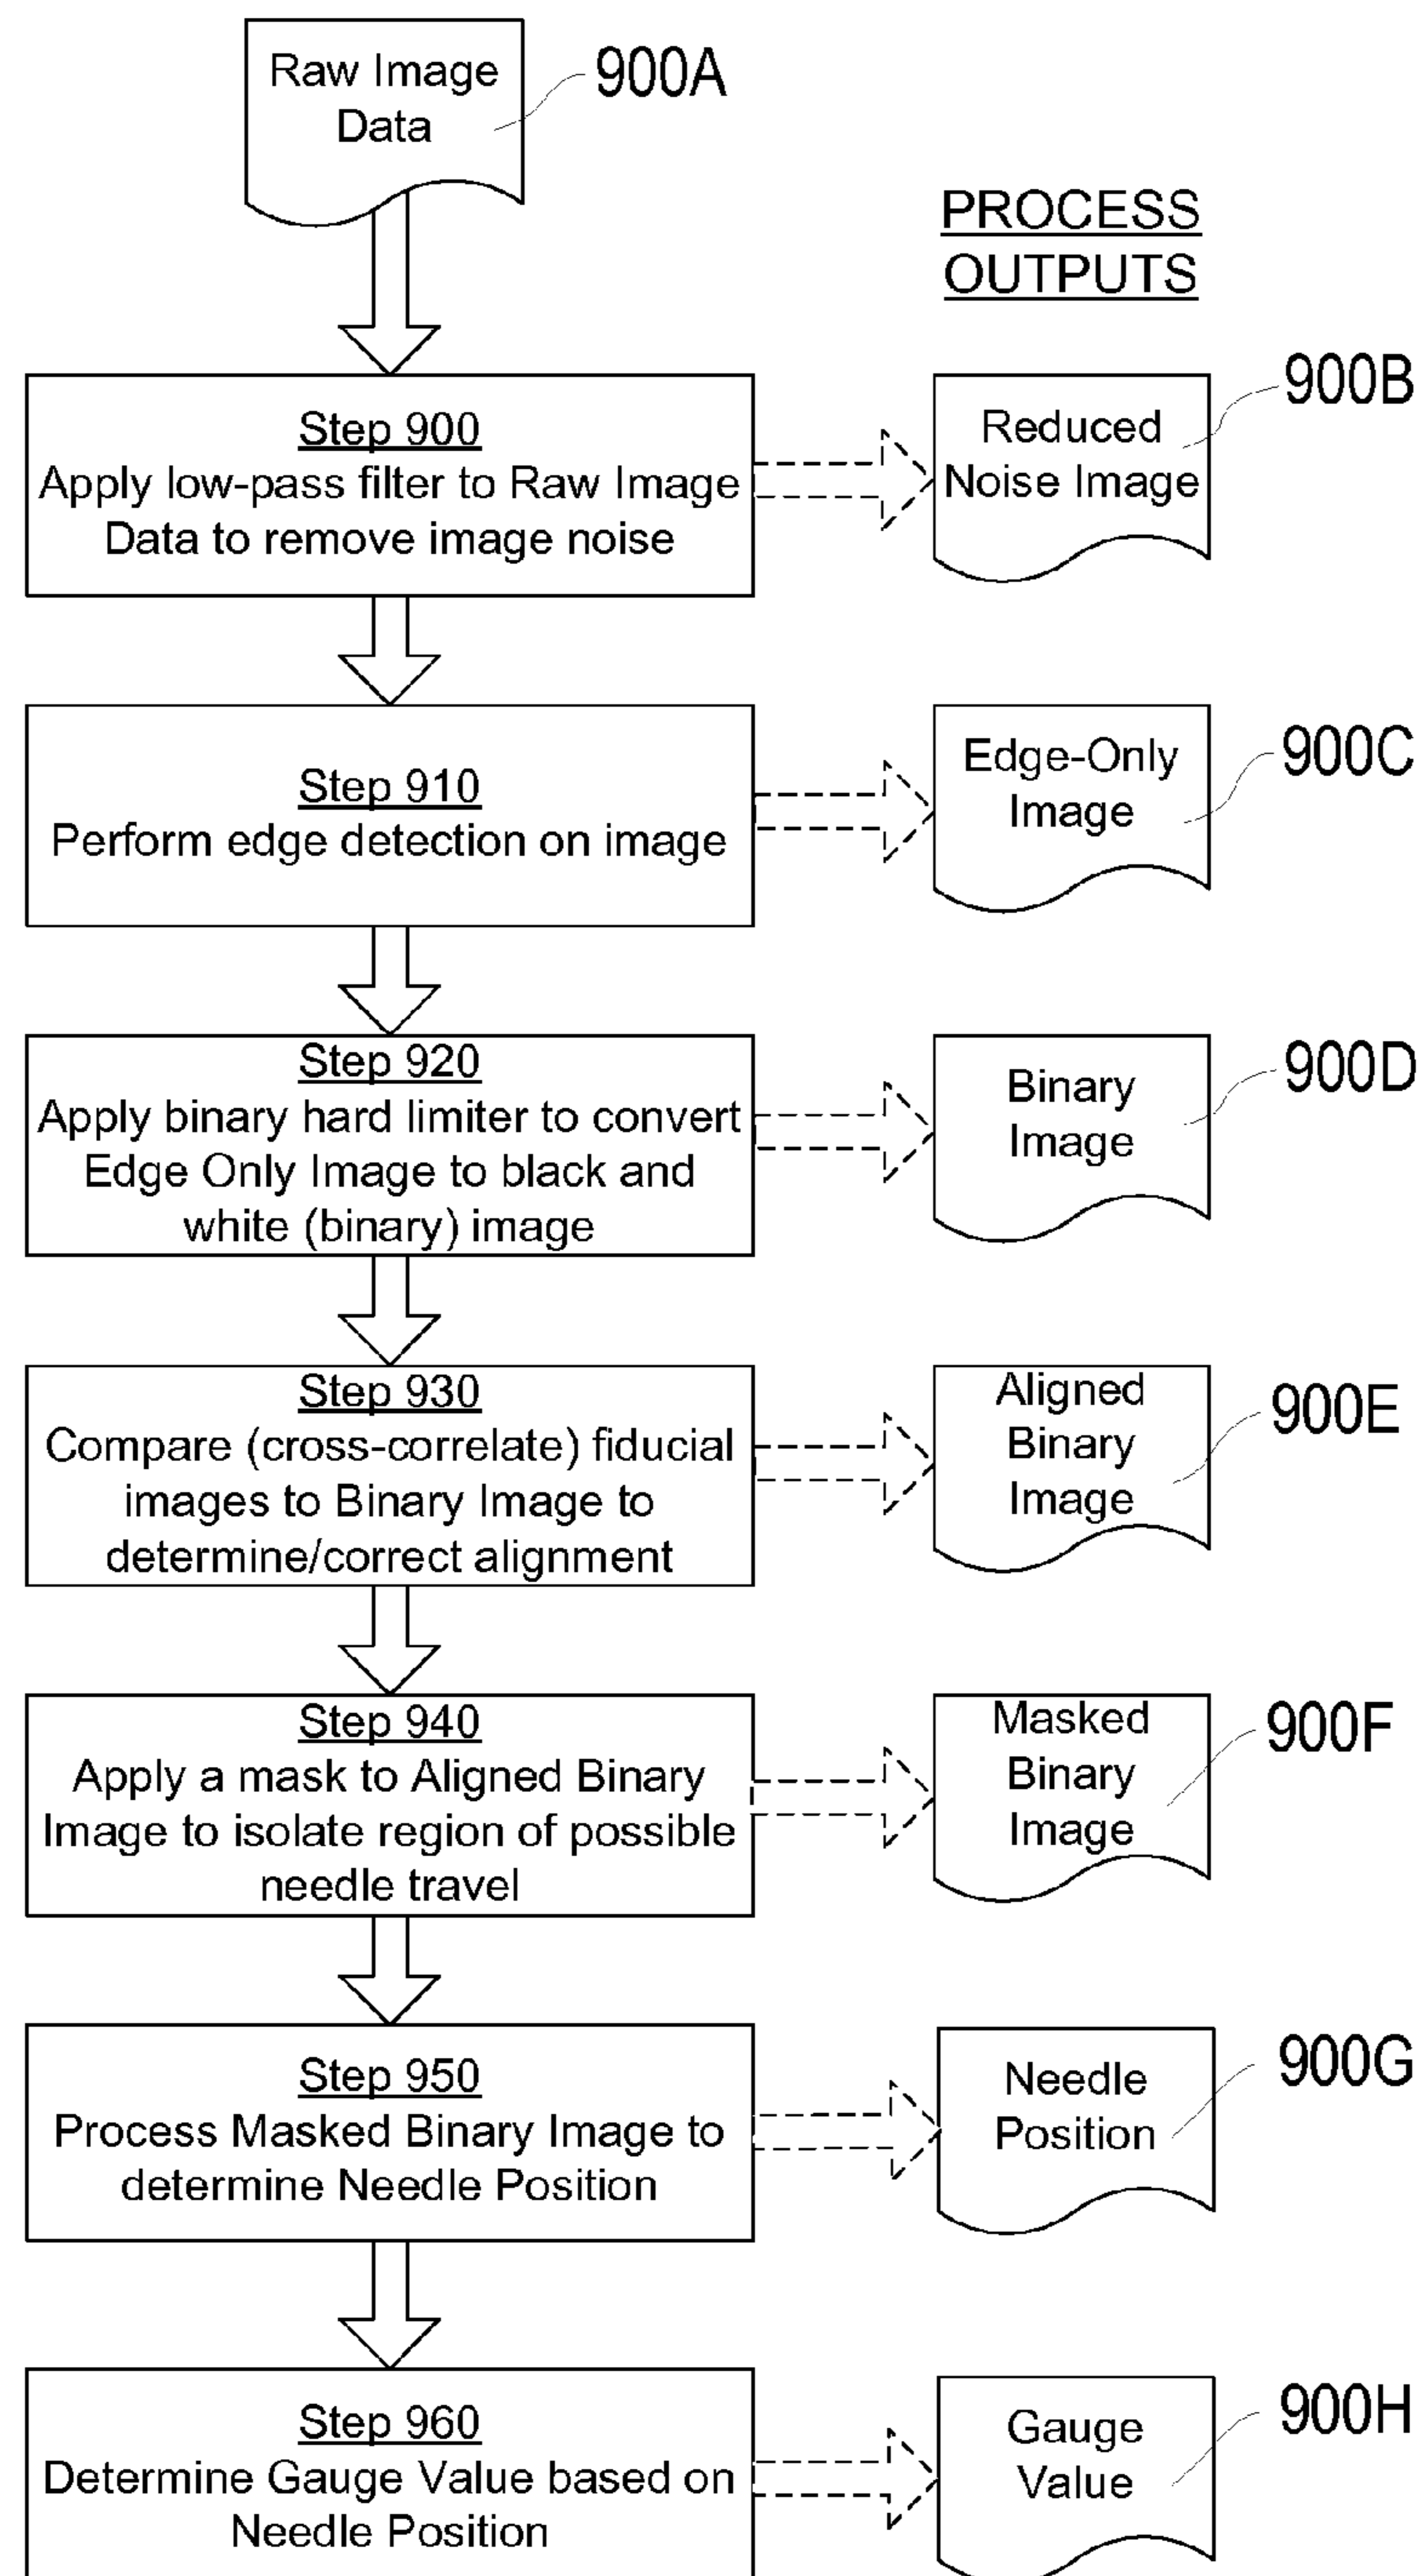 Raw Image
Data
900A
PROCESS
OUTPUTS
Step 900
Apply low-pass filter to Raw Image
Data to remove image noise
Reduced
Noise Image
900B
Step 910
Perform edge detection on image
Edge-Only
Image
900C
Step 920
Apply binary hard limiter to convert
Edge Only Image to black and
white (binary) image
Binary
Image
900D
Step 930
Compare (cross-correlate) fiducial
images to Binary Image to
determine/correct alignment
Aligned
Binary
Image
900E
Step 940
Apply a mask to Aligned Binary
Image to isolate region of possible
needle travel
Masked
Binary
Image
900F
Step 950
Process Masked Binary Image to
determine Needle Position
Needle
Position
900G
Step 960
Determine Gauge Value based on
Needle Position
Gauge
Value
900H